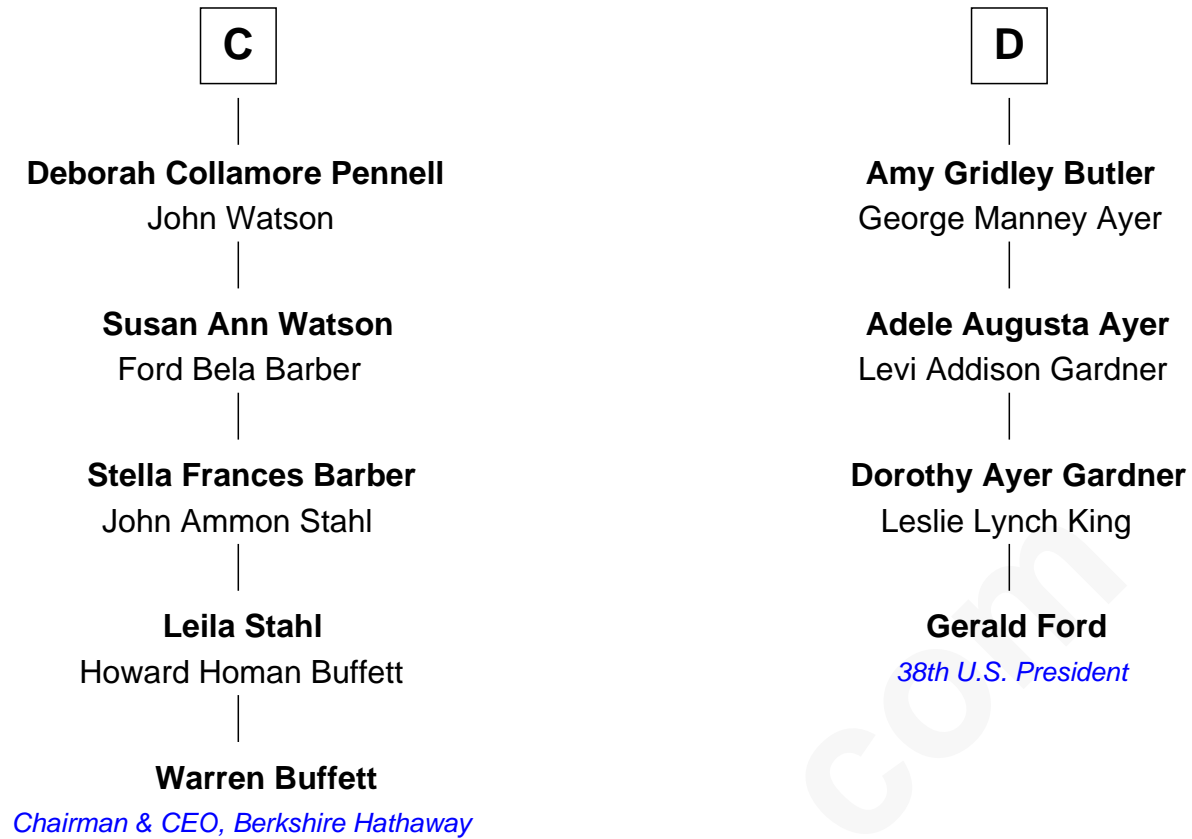 C
Deborah Collamore Pennell
John Watson
Susan Ann Watson
Ford Bela Barber
Stella Frances Barber
John Ammon Stahl
Leila Stahl
Howard Homan Buffett
Warren Buffett
Chairman & CEO, Berkshire Hathaway
D
Amy Gridley Butler
George Manney Ayer
Adele Augusta Ayer
Levi Addison Gardner
Dorothy Ayer Gardner
Leslie Lynch King
Gerald Ford
38th U.S. President
com